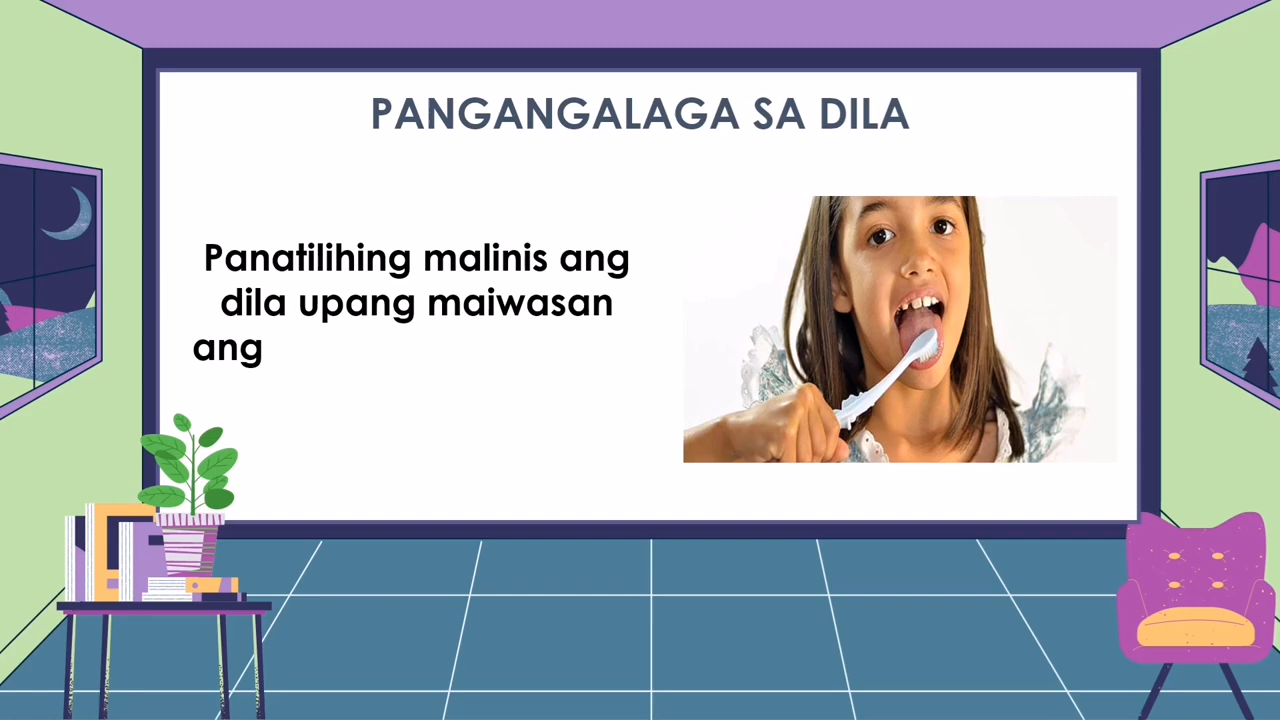 PANGANGALAGA SA DILA
Panatilihing malinis ang
dila upang maiwasan
ang